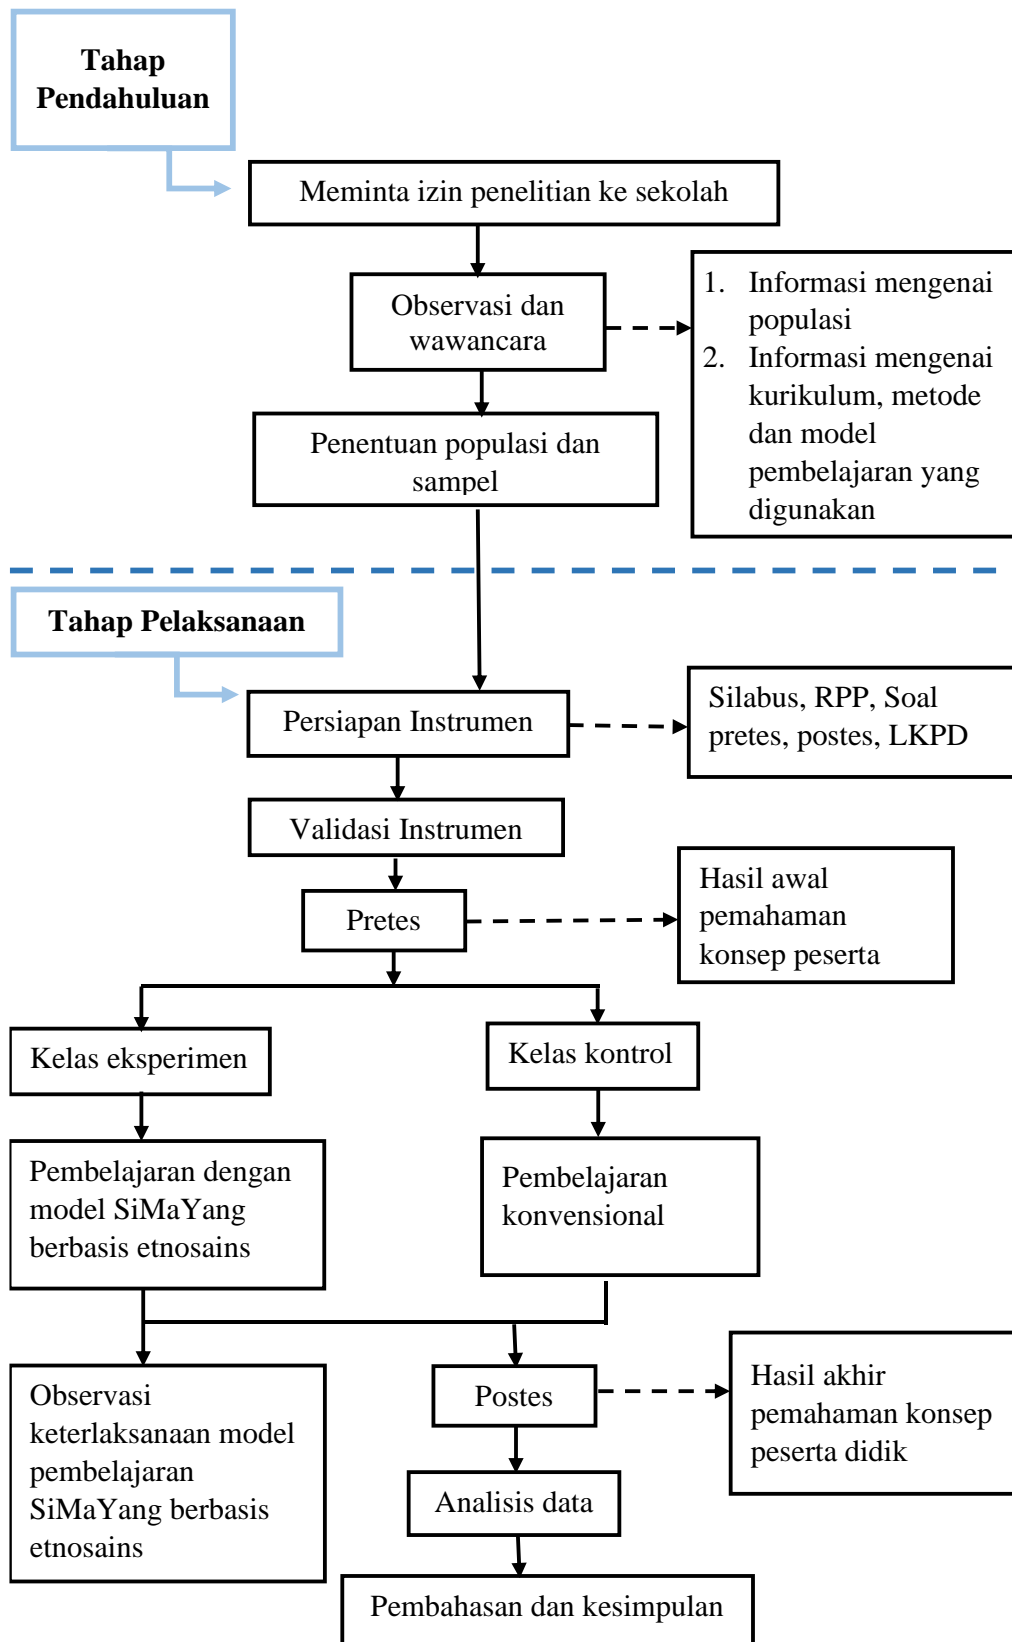 Tahap
Pendahuluan
Meminta izin penelitian ke sekolah
Observasi dan
wawancara
1. Informasi mengenai
populasi
2. Informasi mengenai
kurikulum, metode
dan model
pembelajaran yang
digunakan
Penentuan populasi dan
sampel
Tahap Pelaksanaan
Persiapan Instrumen
Silabus, RPP, Soal
pretes, postes, LKPD
Validasi Instrumen
Pretes
Hasil awal
pemahaman
konsep peserta
Kelas eksperimen
Kelas kontrol
Pembelajaran dengan
model SiMaYang
berbasis etnosains
Pembelajaran
konvensional
Observasi
keterlaksanaan model
pembelajaran
SiMaYang berbasis
etnosains
Postes
Hasil akhir
pemahaman konsep
peserta didik
Analisis data
Pembahasan dan kesimpulan